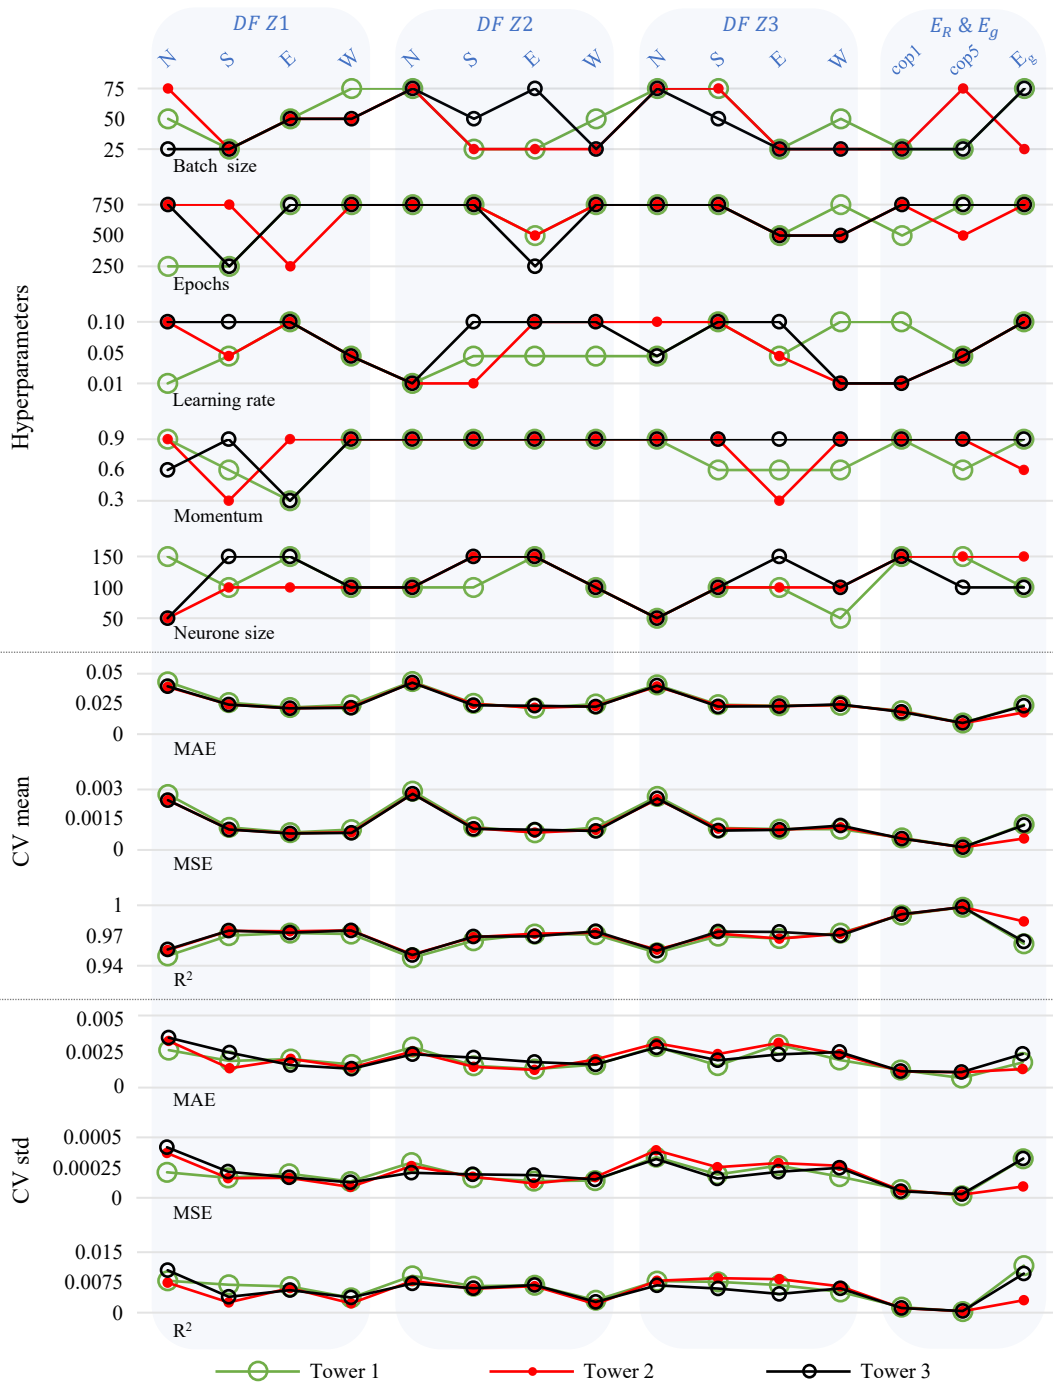 DF Z1 DF Z2 DF Z3 E_R & E_g
N S E W N S E W N S E W cop1 cop5 E_g
75
50
25
Batch size
750
500
250
Epochs
0.10
0.05
0.01
Learning rate
0.9
0.6
0.3
Momentum
150
100
50
Neurone size
Hyperparameters
0.05
0.025
0
MAE
0.003
0.0015
0
MSE
1
0.97
0.94
R²
CV mean
0.005
0.0025
0
MAE
0.0005
0.00025
0
MSE
0.015
0.0075
0
R²
CV std
Tower 1 Tower 2 Tower 3